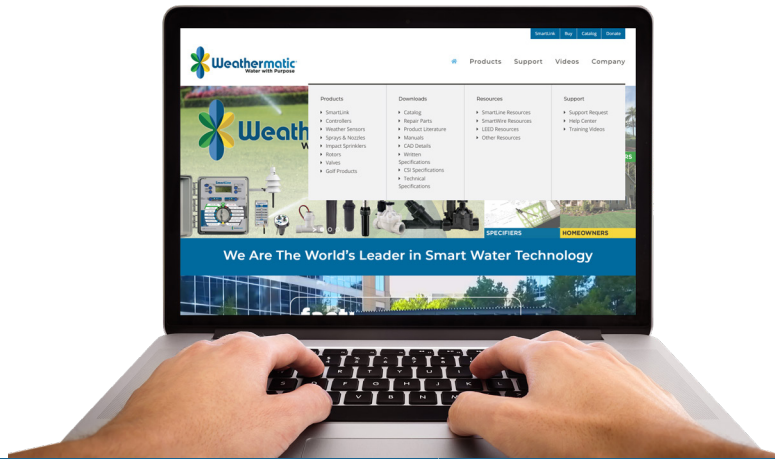 SmartLink Buy Catalog Donate
Weathermatic
Water with Purpose
Products Support Videos Company
Products
SmartLink
Controllers
Weather Sensors
Sprays & Nozzles
Impact Sprinklers
Rotors
Valves
Golf Products
Downloads
Catalog
Repair Parts
Product Literature
Manuals
CAD Details
Written
Specifications
CSI Specifications
Technical
Specifications
Resources
SmartLine Resources
SmartWire Resources
LEED Resources
Other Resources
Support
Support Request
Help Center
Training Videos
Weath
W
RS
SPECIFIERS
HOMEOWNERS
We Are The World's Leader in Smart Water Technology
R T Y U
D F G H J K L
V B N M